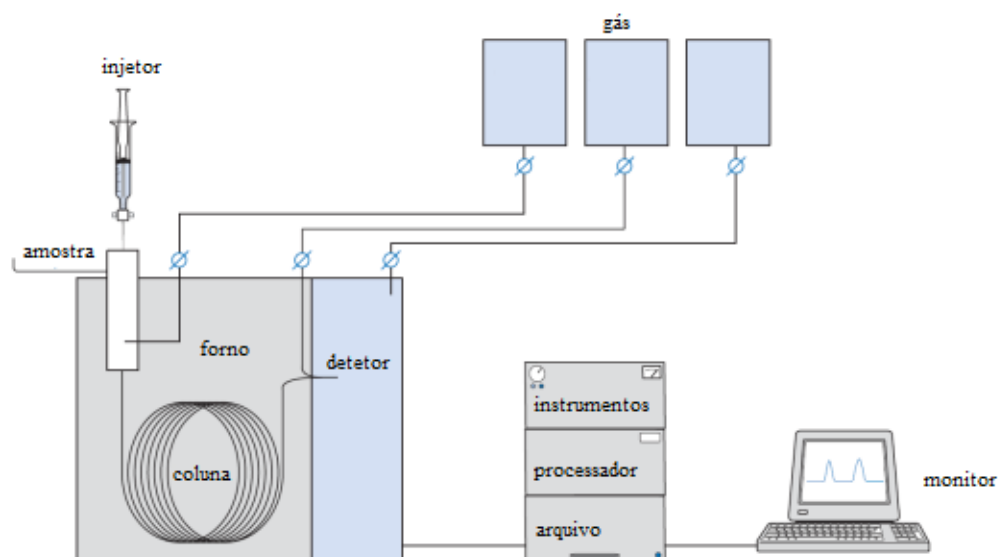 gás
injetor
amostra
forno
detetor
coluna
instrumentos
processador
arquivo
monitor